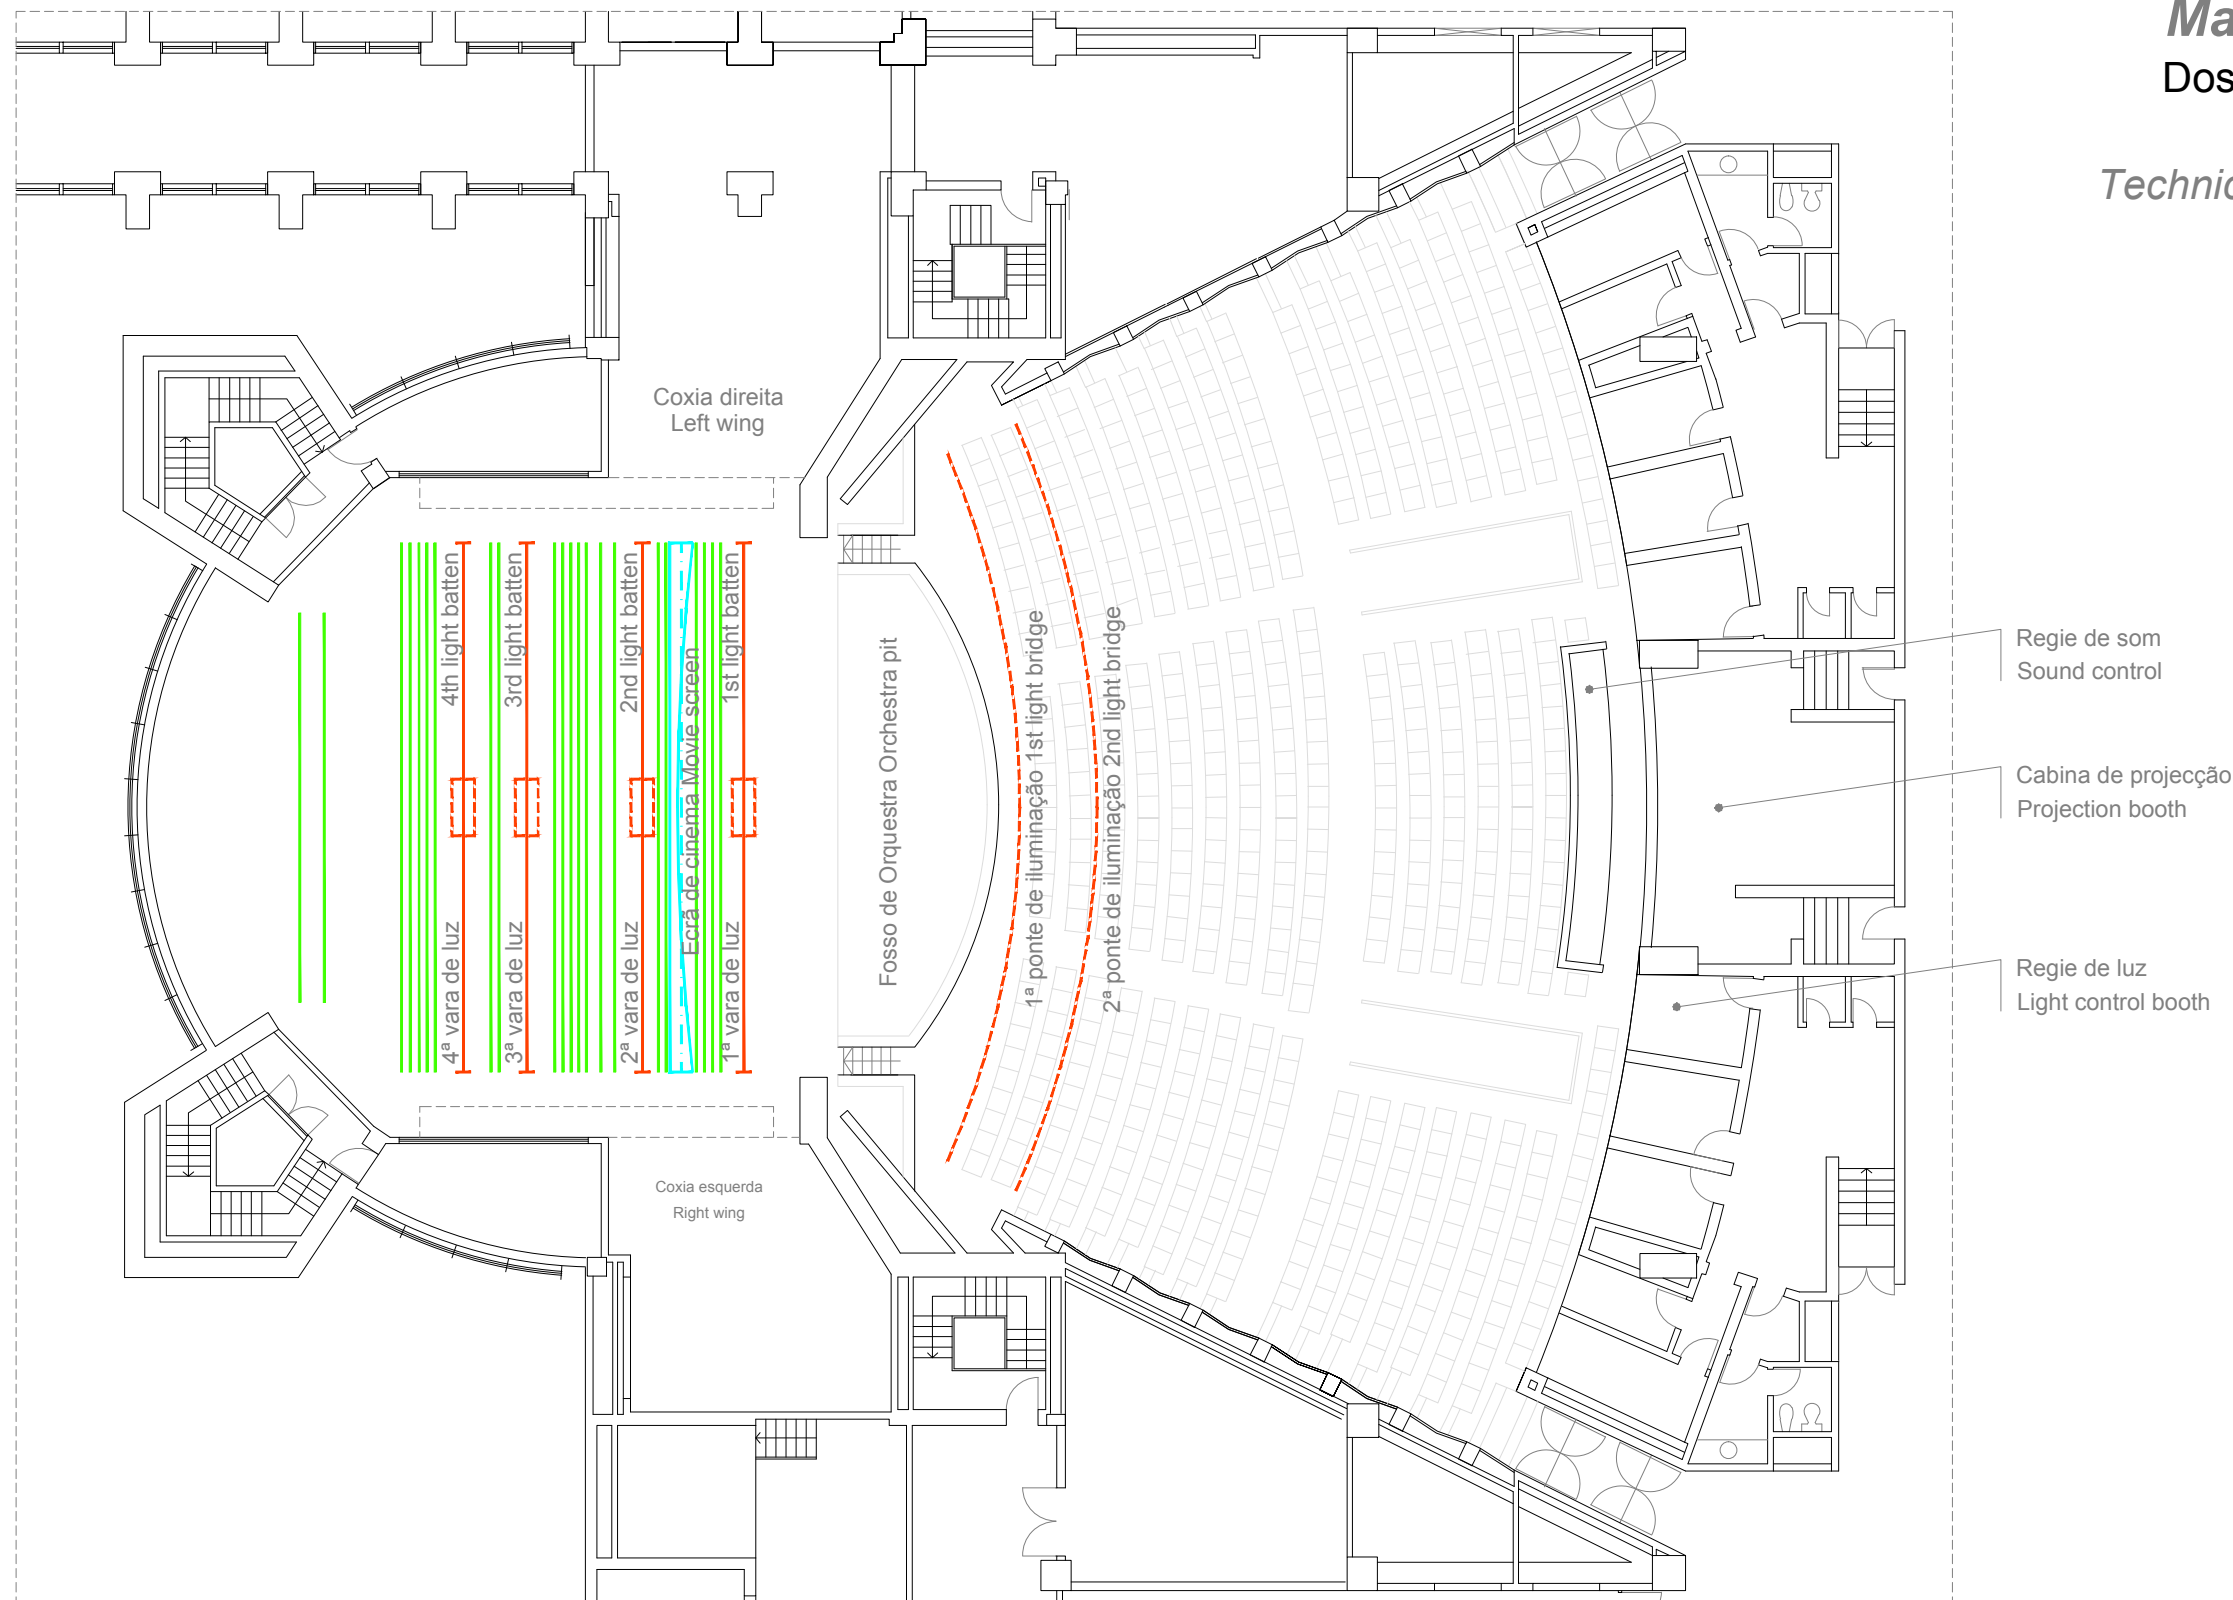 Ma
Dos
Technic
Coxia direita
Left wing
4ª vara de luz 4th light batten
3ª vara de luz 3rd light batten
2ª vara de luz 2nd light batten
Ecrã de cinema Movie screen
1ª vara de luz 1st light batten
Fosso de Orquestra Orchestra pit
1ª ponte de iluminação 1st light bridge
2ª ponte de iluminação 2nd light bridge
Regie de som
Sound control
Cabina de projecção
Projection booth
Regie de luz
Light control booth
Coxia esquerda
Right wing